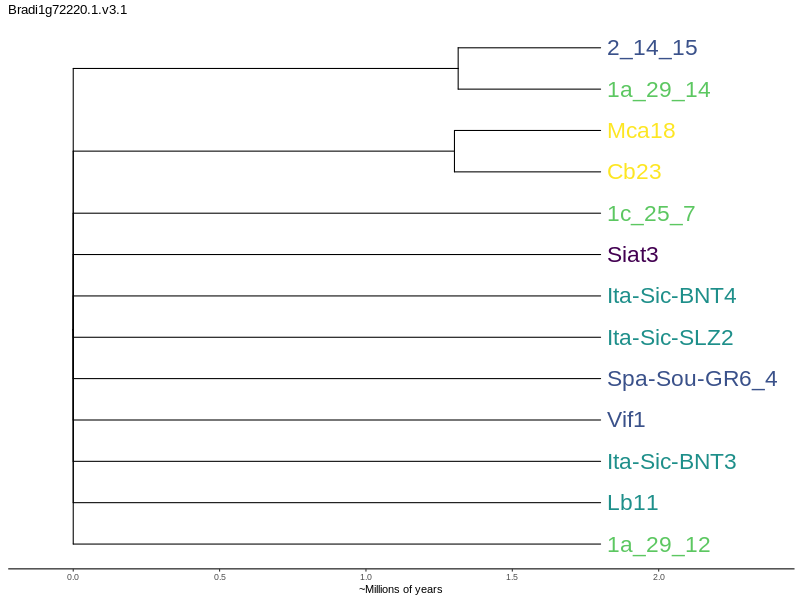 Bradi1g72220.1.v3.1
2_14_15
1a_29_14
Mca18
Cb23
1c_25_7
Siat3
Ita-Sic-BNT4
Ita-Sic-SLZ2
Spa-Sou-GR6_4
Vif1
Ita-Sic-BNT3
Lb11
1a_29_12
0.0 0.5 1.0 1.5 2.0
~Millions of years